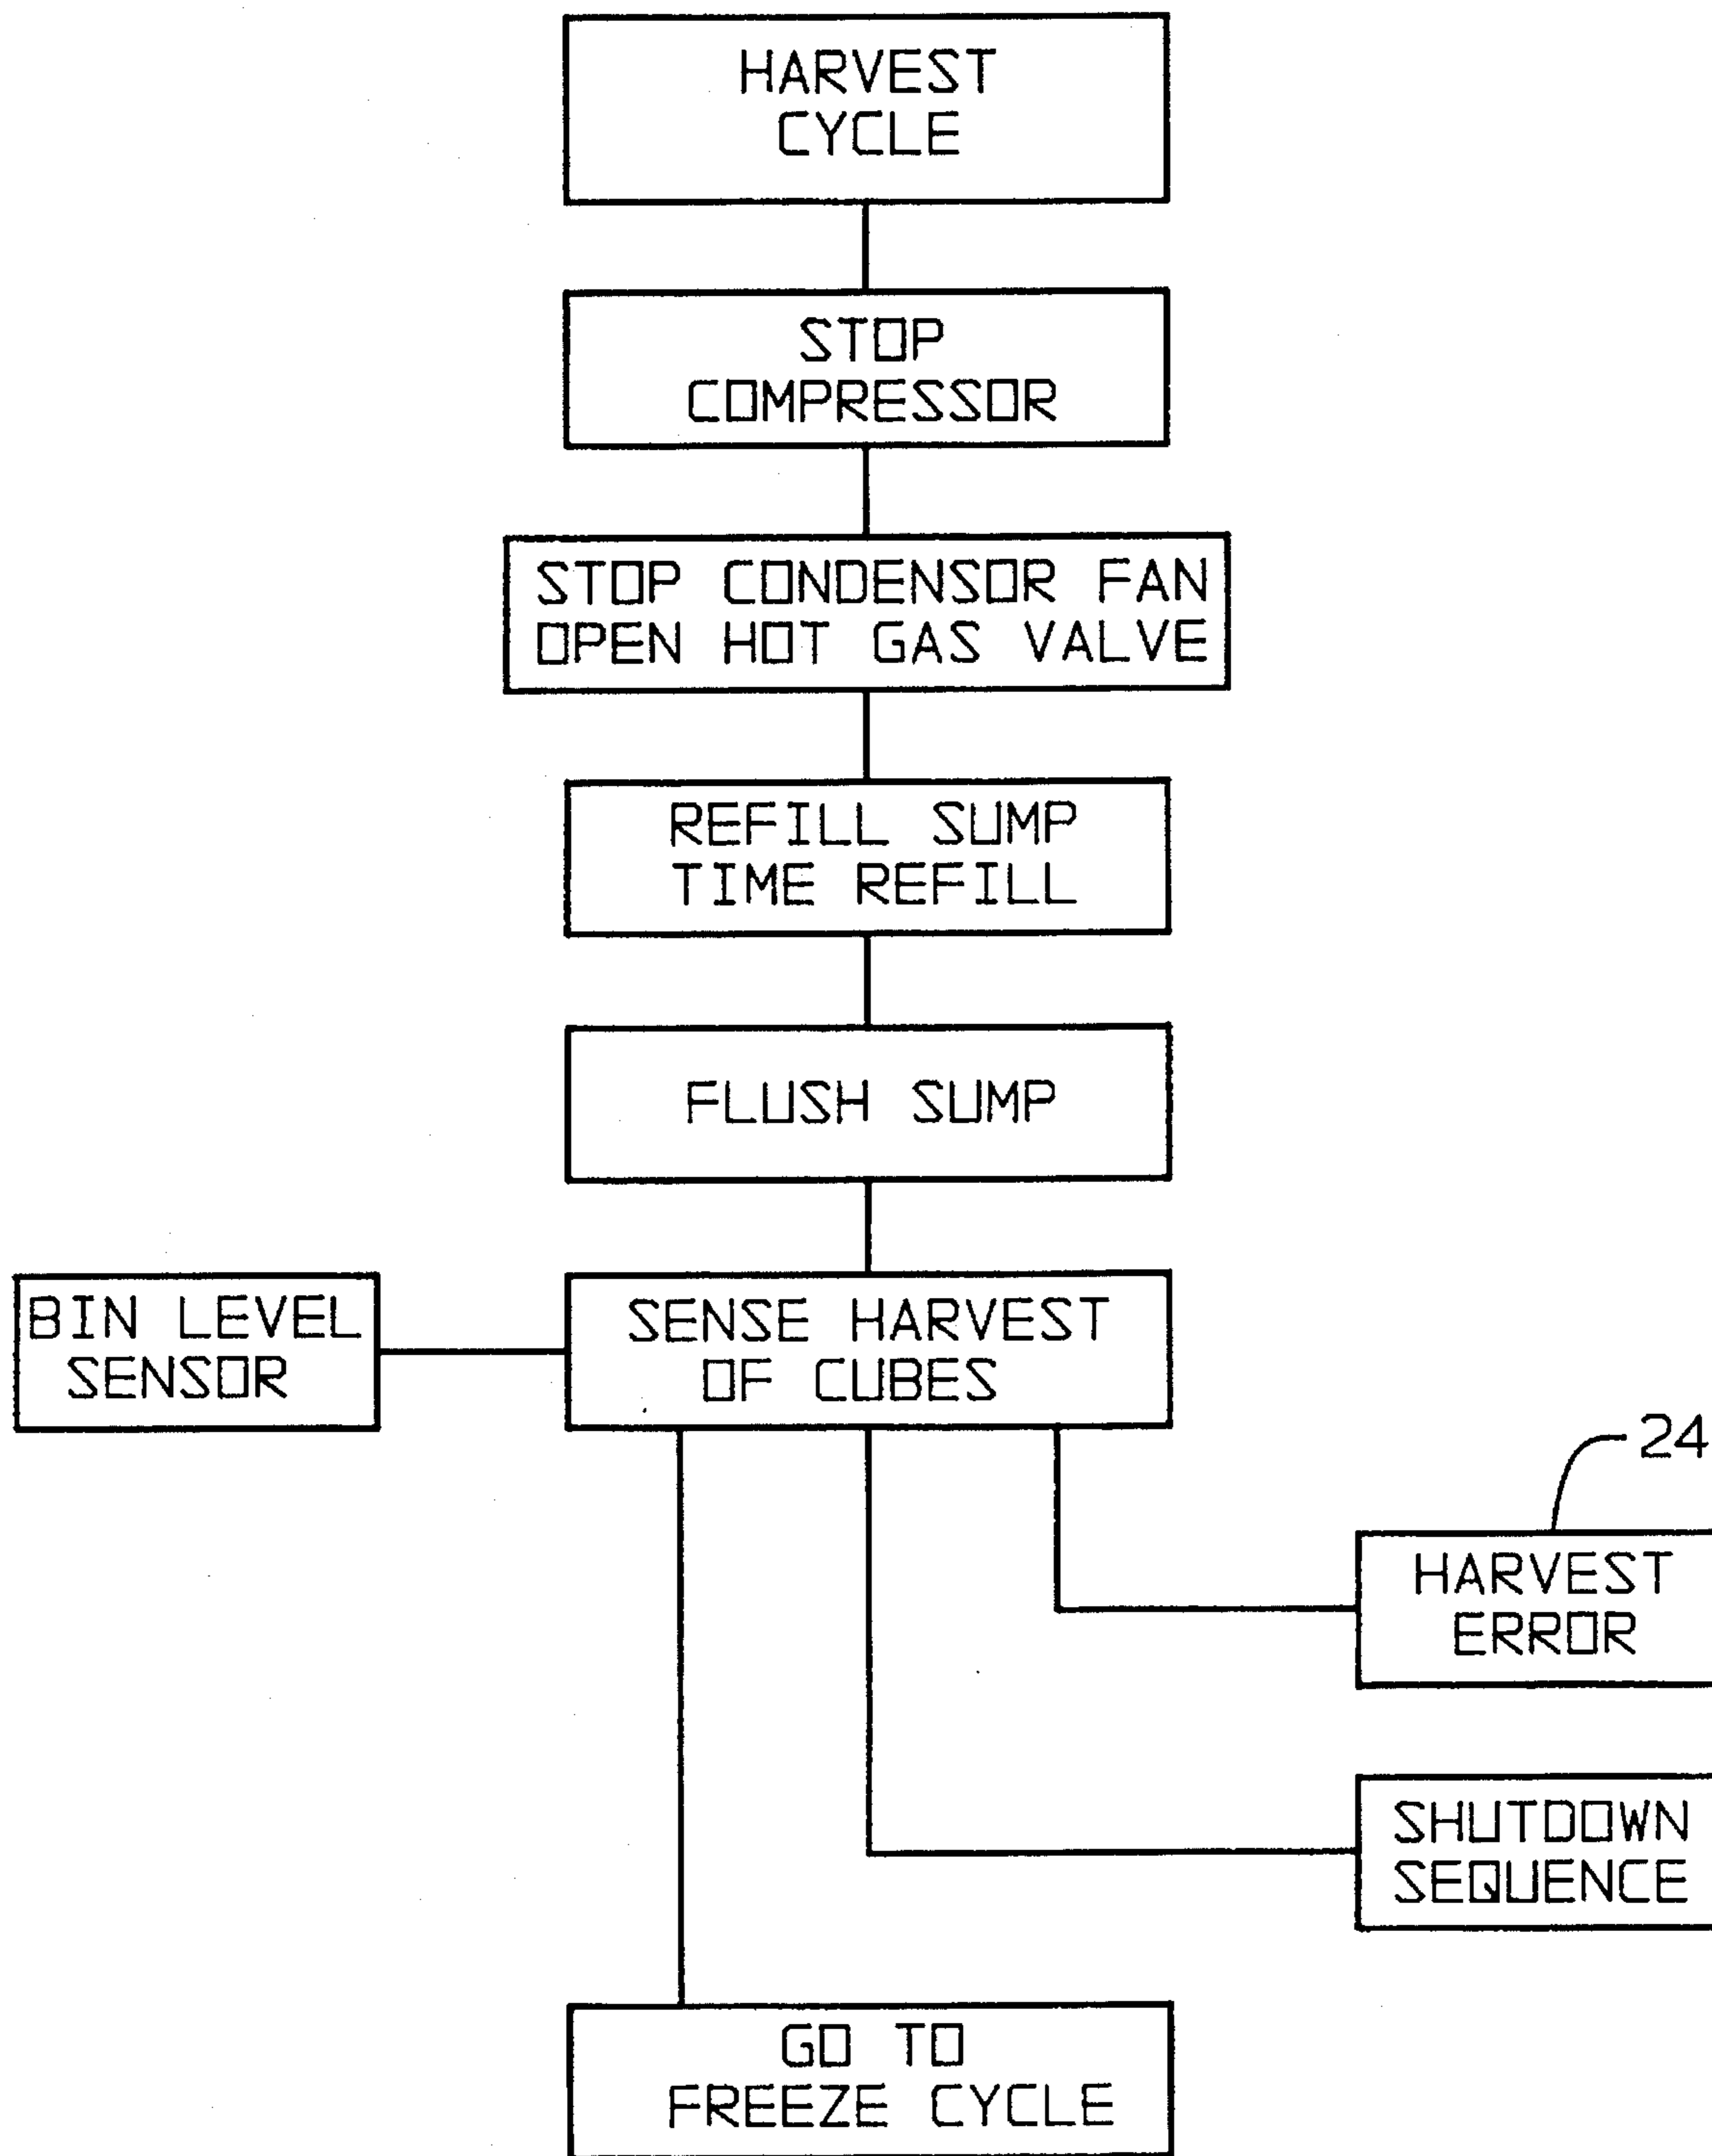 HARVEST
CYCLE
STOP
COMPRESSOR
STOP CONDENSOR FAN
OPEN HOT GAS VALVE
REFILL SUMP
TIME REFILL
FLUSH SUMP
BIN LEVEL
SENSOR
SENSE HARVEST
OF CUBES
24
HARVEST
ERROR
SHUTDOWN
SEQUENCE
GO TO
FREEZE CYCLE